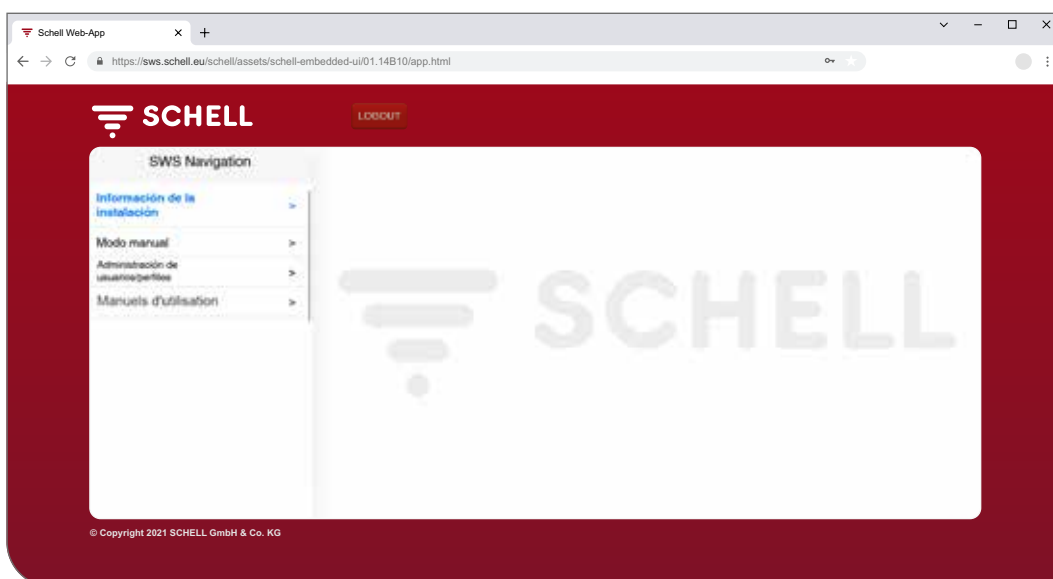 Schell Web-App
https://sws.schell.eu/schell/assets/schell-embedded-ui/01.14B10/app.html
SCHELL
LOGOUT
SWS Navigation
Información de la
instalación
>
Modo manual
>
Administración de
usuarios/perfiles
>
Manuels d'utilisation
>
SCHELL
© Copyright 2021 SCHELL GmbH & Co. KG